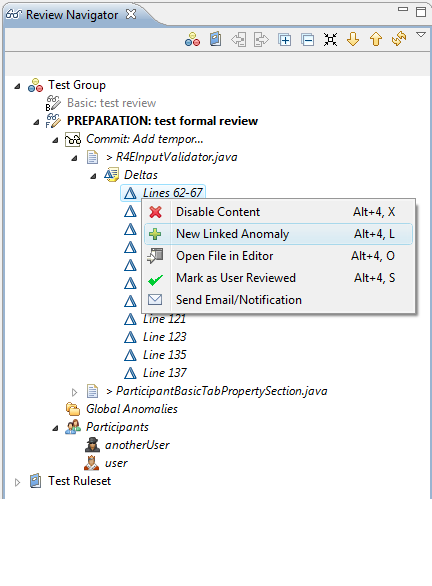 Review Navigator
Test Group
Basic: test review
PREPARATION: test formal review
Commit: Add tempor...
> R4EInputValidator.java
Deltas
Lines 62-67
Disable Content Alt+4, X
New Linked Anomaly Alt+4, L
Open File in Editor Alt+4, O
Mark as User Reviewed Alt+4, S
Send Email/Notification
Line 121
Line 123
Line 135
Line 137
> ParticipantBasicTabPropertySection.java
Global Anomalies
Participants
anotherUser
user
Test Ruleset